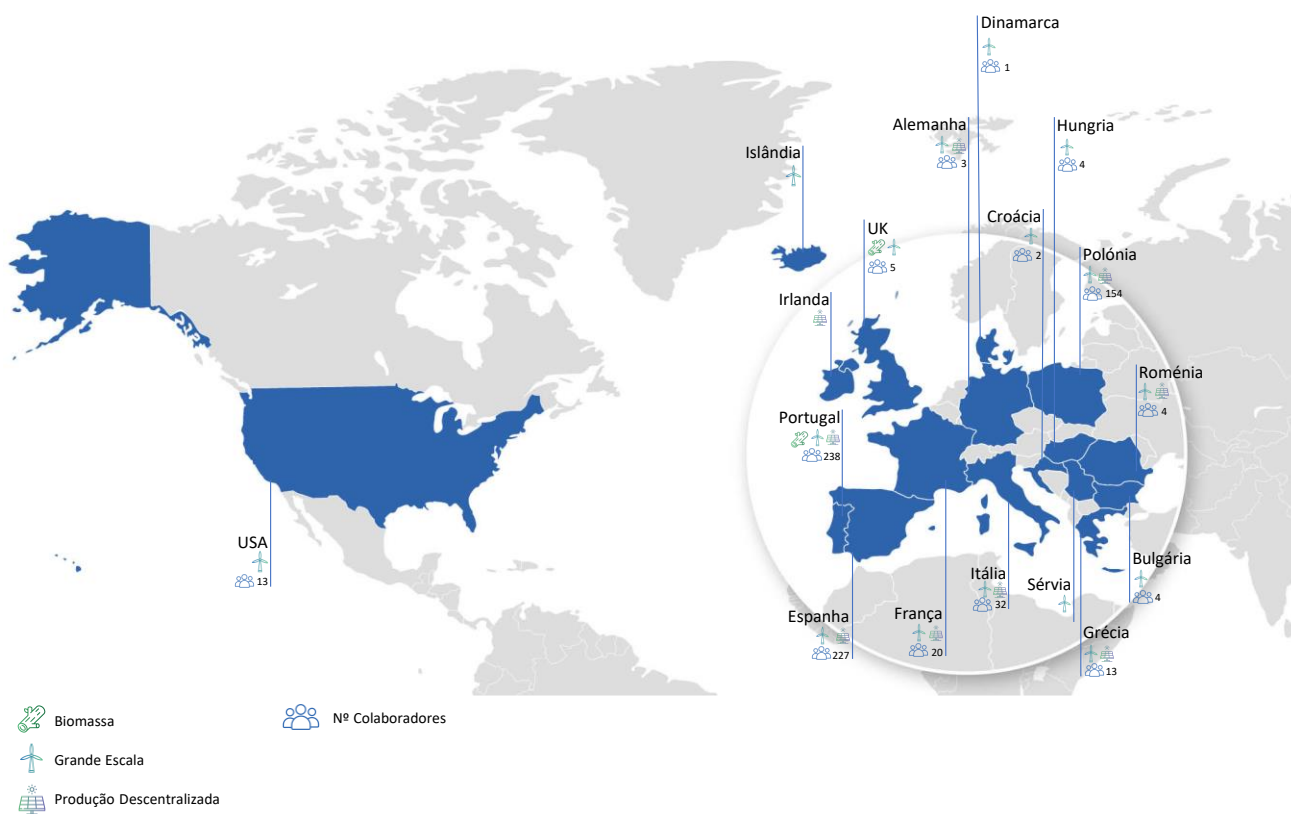 Dinamarca
1
Alemanha
3
Hungria
4
Islândia
Croácia
2
UK
5
Polónia
154
Irlanda
Roménia
4
Portugal
238
USA
13
Itália
32
Sérvia
Bulgária
4
Espanha
227
França
20
Grécia
13
Biomassa
Nº Colaboradores
Grande Escala
Produção Descentralizada